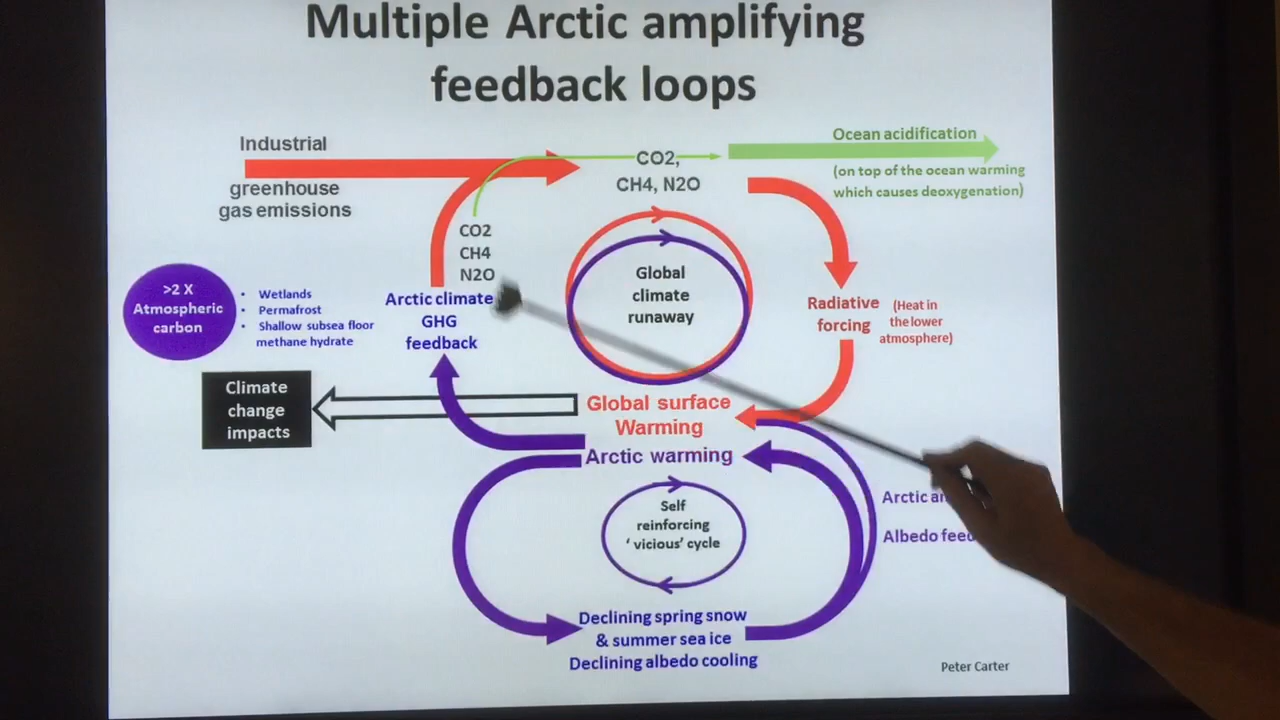 Multiple Arctic amplifying
feedback loops
Industrial
greenhouse
gas emissions
CO2,
CH4, N2O
Ocean acidification
(on top of the ocean warming
which causes deoxygenation)
CO2
CH4
N2O
>2 X
Atmospheric
carbon
• Wetlands
• Permafrost
• Shallow subsea floor
methane hydrate
Arctic climate
GHG
feedback
Global
climate
runaway
Radiative
forcing
(Heat in
the lower
atmosphere)
Climate
change
impacts
Global surface
Warming
Arctic warming
Self
reinforcing
‘ vicious’ cycle
Arctic
Albedo
Declining spring snow
& summer sea ice
Declining albedo cooling
Peter Carter